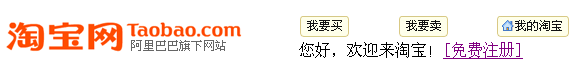 淘宝网 Taobao.com
阿里巴巴旗下网站
我要买 我要卖 我的淘宝
您好，欢迎来淘宝！[免费注册]